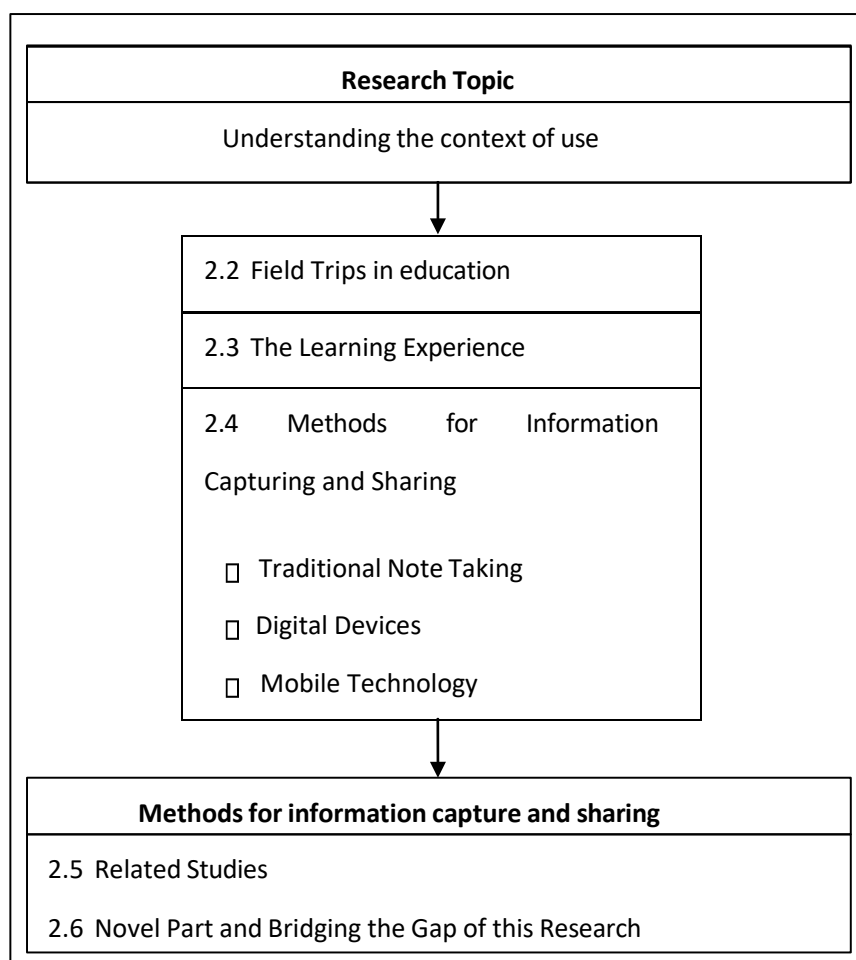 Research Topic
Understanding the context of use
2.2 Field Trips in education
2.3 The Learning Experience
2.4 Methods for Information
Capturing and Sharing
Traditional Note Taking
Digital Devices
Mobile Technology
Methods for information capture and sharing
2.5 Related Studies
2.6 Novel Part and Bridging the Gap of this Research